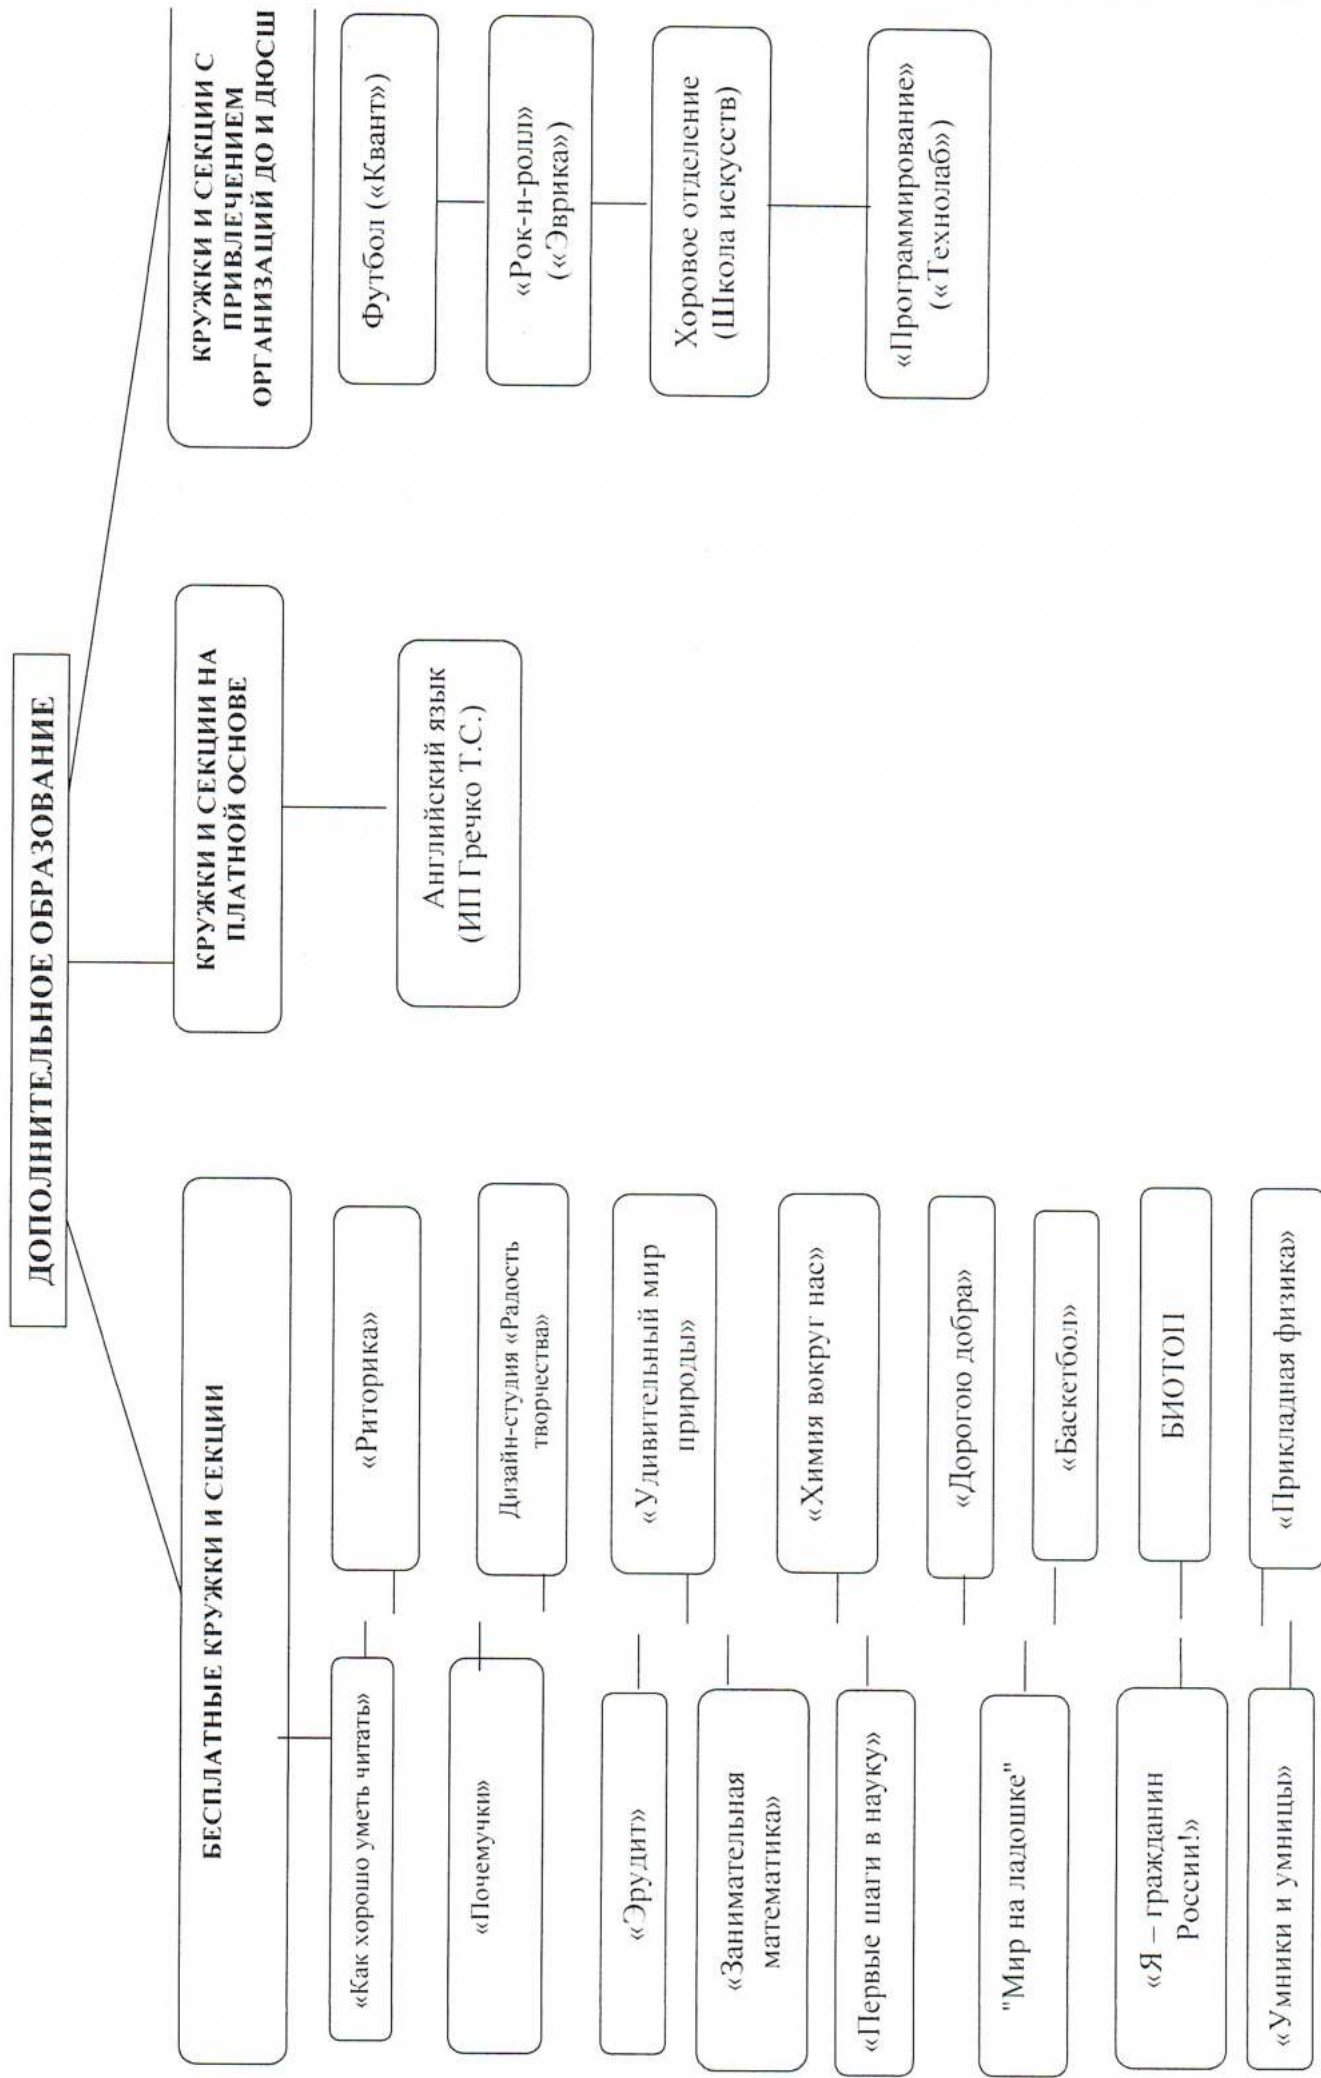 ДОПОЛНИТЕЛЬНОЕ ОБРАЗОВАНИЕ
БЕСПЛАТНЫЕ КРУЖКИ И СЕКЦИИ
«Как хорошо уметь читать»
«Почемучки»
«Эрудит»
«Занимательная
математика»
«Первые шаги в науку»
"Мир на ладошке"
«Я – гражданин
России!»
«Умники и умницы»
«Риторика»
Дизайн-студия «Радость
творчества»
«Удивительный мир
природы»
«Химия вокруг нас»
«Дорогою добра»
«Баскетбол»
БИОТОП
«Прикладная физика»
КРУЖКИ И СЕКЦИИ НА
ПЛАТНОЙ ОСНОВЕ
Английский язык
(ИП Гречко Т.С.)
КРУЖКИ И СЕКЦИИ С
ПРИВЛЕЧЕНИЕМ
ОРГАНИЗАЦИЙ ДО И ДЮСШ
Футбол («Квант»)
«Рок-н-ролл»
(«Эврика»)
Хоровое отделение
(Школа искусств)
«Программирование»
(«Технолаб»)